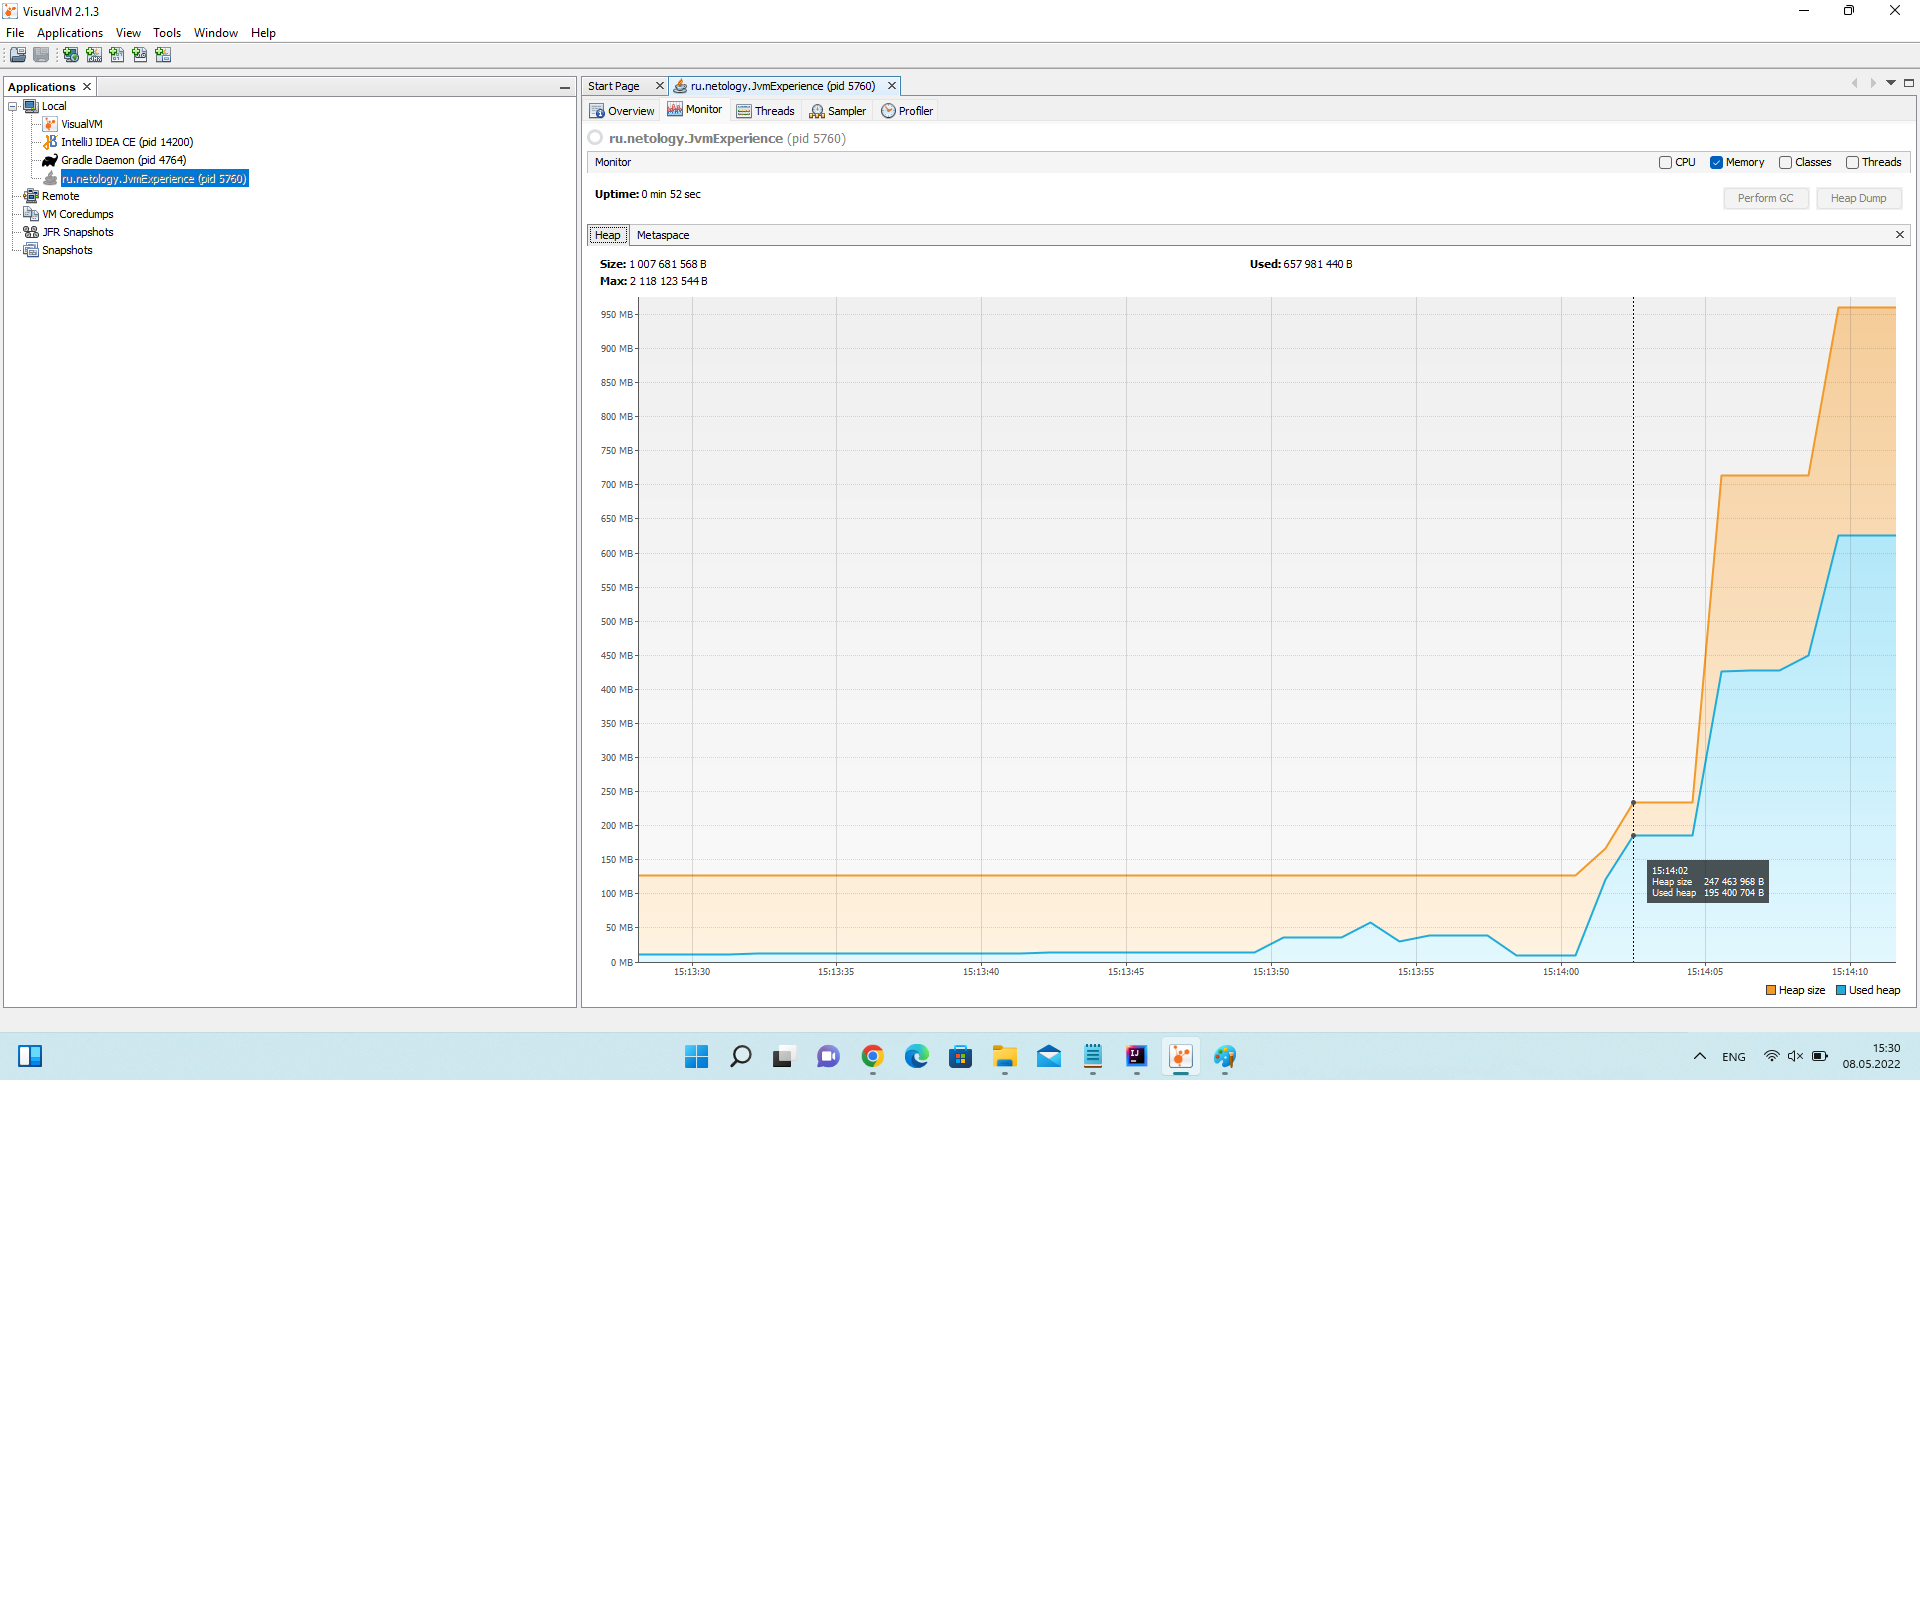 VisualVM 2.1.3
File Applications View Tools Window Help
Applications
Local
VisualVM
IntelliJ IDEA CE (pid 14200)
Gradle Daemon (pid 4764)
ru.netology.JvmExperience (pid 5760)
Remote
VM Coredumps
JFR Snapshots
Snapshots
Start Page ru.netology.JvmExperience (pid 5760)
Overview Monitor Threads Sampler Profiler
ru.netology.JvmExperience (pid 5760)
Monitor CPU Memory Classes Threads
Uptime: 0 min 52 sec
Perform GC Heap Dump
Heap Metaspace
Size: 1 007 681 568 B Used: 657 981 440 B
Max: 2 118 123 544 B
950 MB
900 MB
850 MB
800 MB
750 MB
700 MB
650 MB
600 MB
550 MB
500 MB
450 MB
400 MB
350 MB
300 MB
250 MB
200 MB
150 MB
100 MB
50 MB
0 MB
15:14:02
Heap size 247 463 968 B
Used heap 195 400 704 B
15:13:30 15:13:35 15:13:40 15:13:45 15:13:50 15:13:55 15:14:00 15:14:05 15:14:10
Heap size Used heap
ENG
15:30
08.05.2022